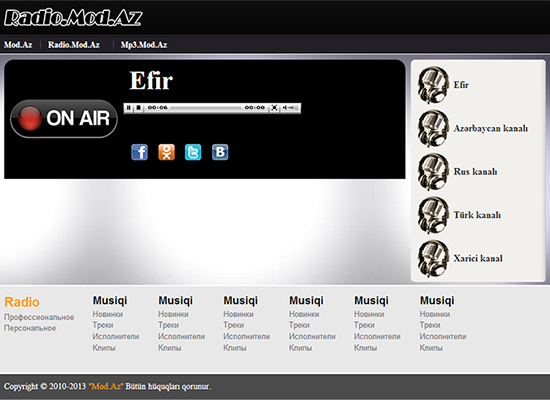 Radio.Mod.Az
Mod.Az | Radio.Mod.Az | Mp3.Mod.Az
Efir
ON AIR
00:06 00:00
Efir
Azərbaycan kanalı
Rus kanalı
Türk kanalı
Xarici kanal
Radio
Профессиональное
Персональное
Musiqi
Новинки
Треки
Исполнители
Клипы
Musiqi
Новинки
Треки
Исполнители
Клипы
Musiqi
Новинки
Треки
Исполнители
Клипы
Musiqi
Новинки
Треки
Исполнители
Клипы
Musiqi
Новинки
Треки
Исполнители
Клипы
Musiqi
Новинки
Треки
Исполнители
Клипы
Copyright © 2010-2013 "Mod.Az" Bütün hüquqları qorunur.